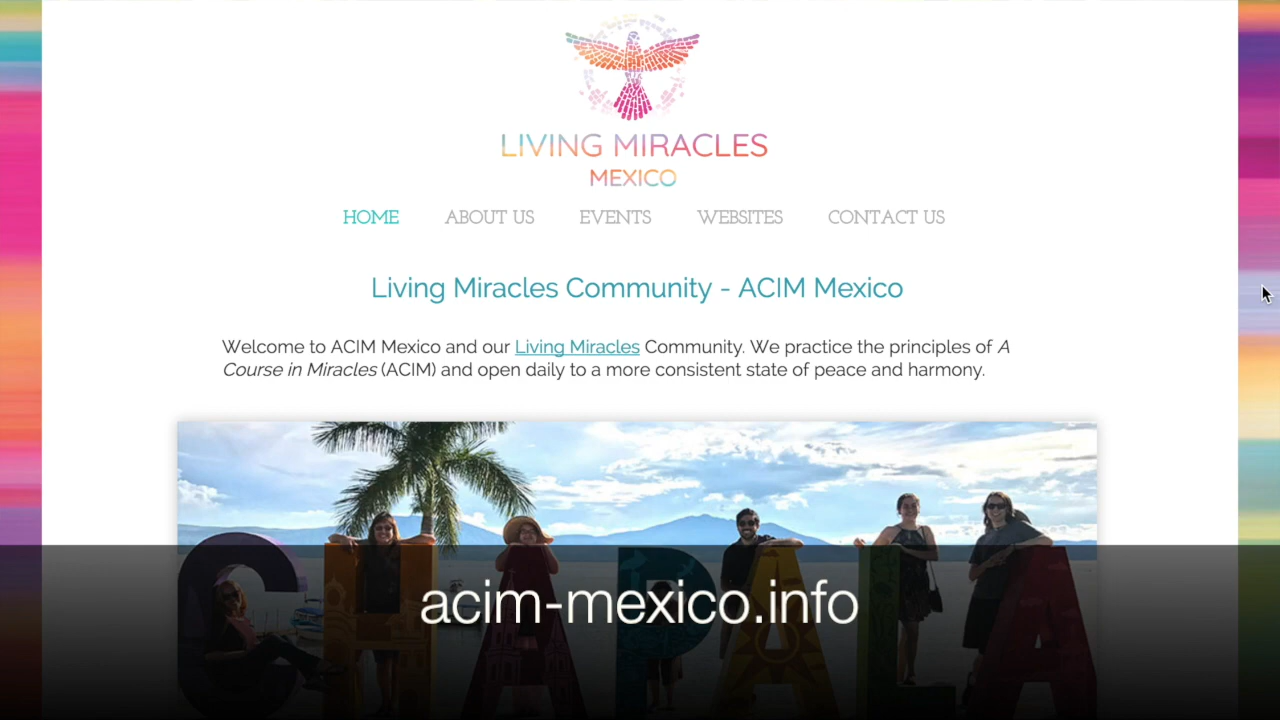 LIVING MIRACLES
MEXICO
HOME ABOUT US EVENTS WEBSITES CONTACT US
Living Miracles Community - ACIM Mexico
Welcome to ACIM Mexico and our Living Miracles Community. We practice the principles of A
Course in Miracles (ACIM) and open daily to a more consistent state of peace and harmony.
CHAPALA
acim-mexico.info